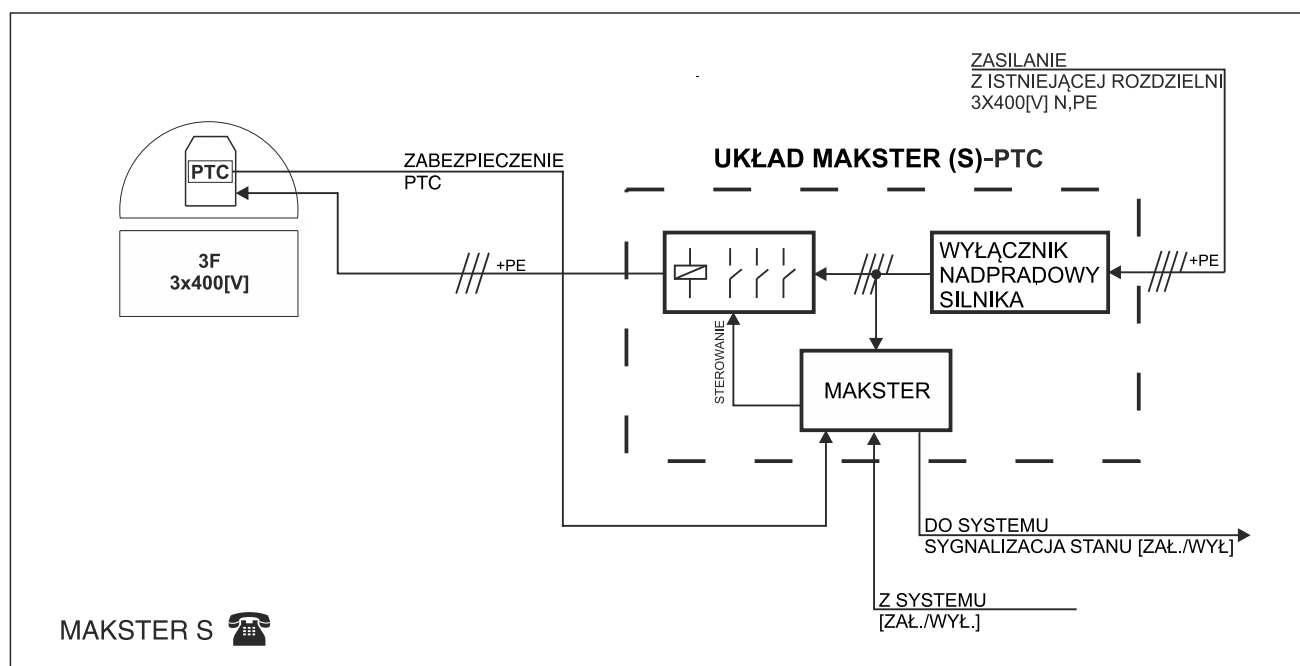 ZASILANIE
Z ISTNIEJĄCEJ ROZDZIELNI
3X400[V] N,PE
UKŁAD MAKSTER (S)-PTC
ZABEZPIECZENIE
PTC
PTC
3F
3x400[V]
+PE
WYŁĄCZNIK
NADPRADOWY
SILNIKA
+PE
STEROWANIE
MAKSTER
DO SYSTEMU
SYGNALIZACJA STANU [ZAŁ./WYŁ]
Z SYSTEMU
[ZAŁ./WYŁ.]
MAKSTER S